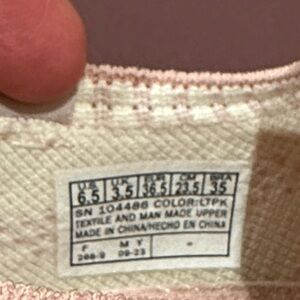 U.S. U.K. EUR CM BRA
6.5 3.5 36.5 23.5 35
SN 104486 COLOR:LTPK
TEXTILE AND MAN MADE UPPER
MADE IN CHINA/HECHO EN CHINA
F M Y -
09-23